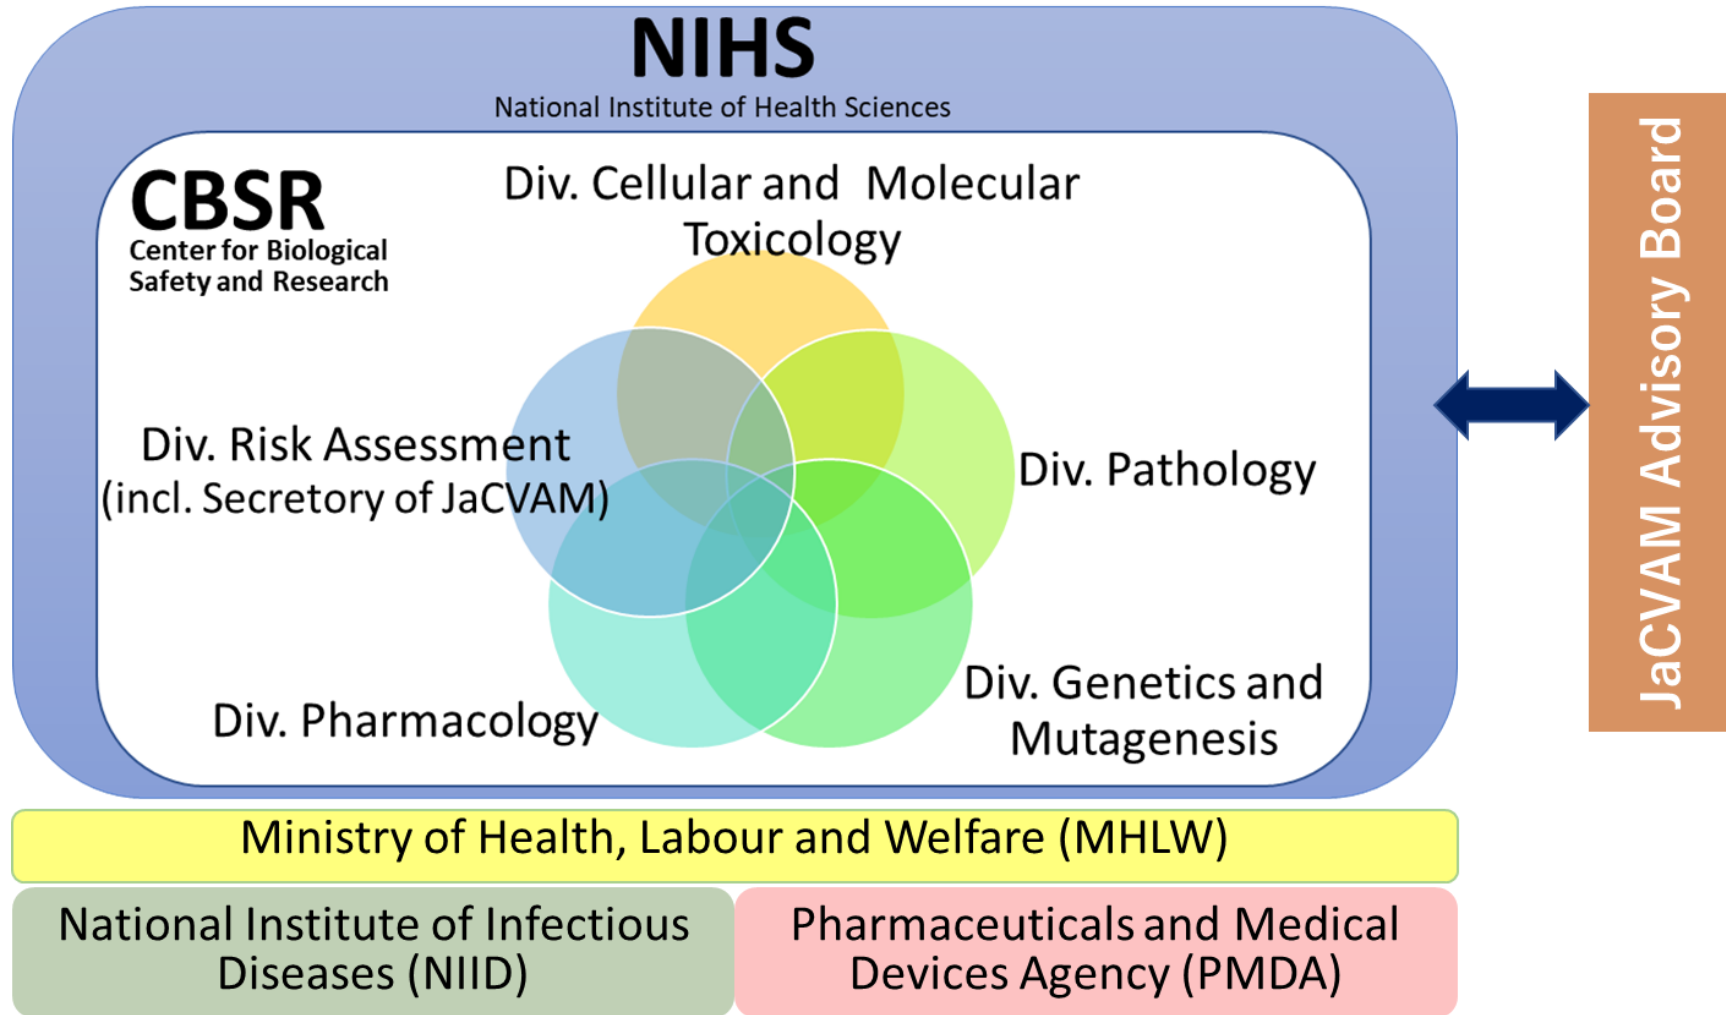 NIHS
National Institute of Health Sciences
CBSR
Center for Biological
Safety and Research
Div. Cellular and Molecular
Toxicology
Div. Risk Assessment
(incl. Secretory of JaCVAM)
Div. Pathology
Div. Pharmacology
Div. Genetics and
Mutagenesis
JaCVAM Advisory Board
Ministry of Health, Labour and Welfare (MHLW)
National Institute of Infectious
Diseases (NIID)
Pharmaceuticals and Medical
Devices Agency (PMDA)